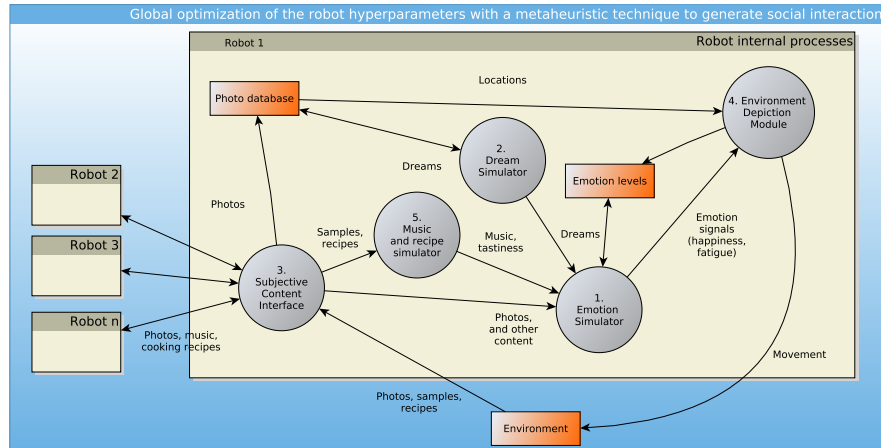 Global optimization of the robot hyperparameters with a metaheuristic technique to generate social interaction
Robot 1
Robot internal processes
Locations
Photo database
4. Environment
Depiction
Module
2.
Dream
Simulator
Dreams
Emotion levels
Robot 2
Photos
5.
Music
and recipe
simulator
Samples,
recipes
Music,
tastiness
Dreams
Emotion
signals
(happiness,
fatigue)
Robot 3
3.
Subjective
Content
Interface
1.
Emotion
Simulator
Robot n
Photos, music,
cooking recipes
Photos,
and other
content
Movement
Photos, samples,
recipes
Environment